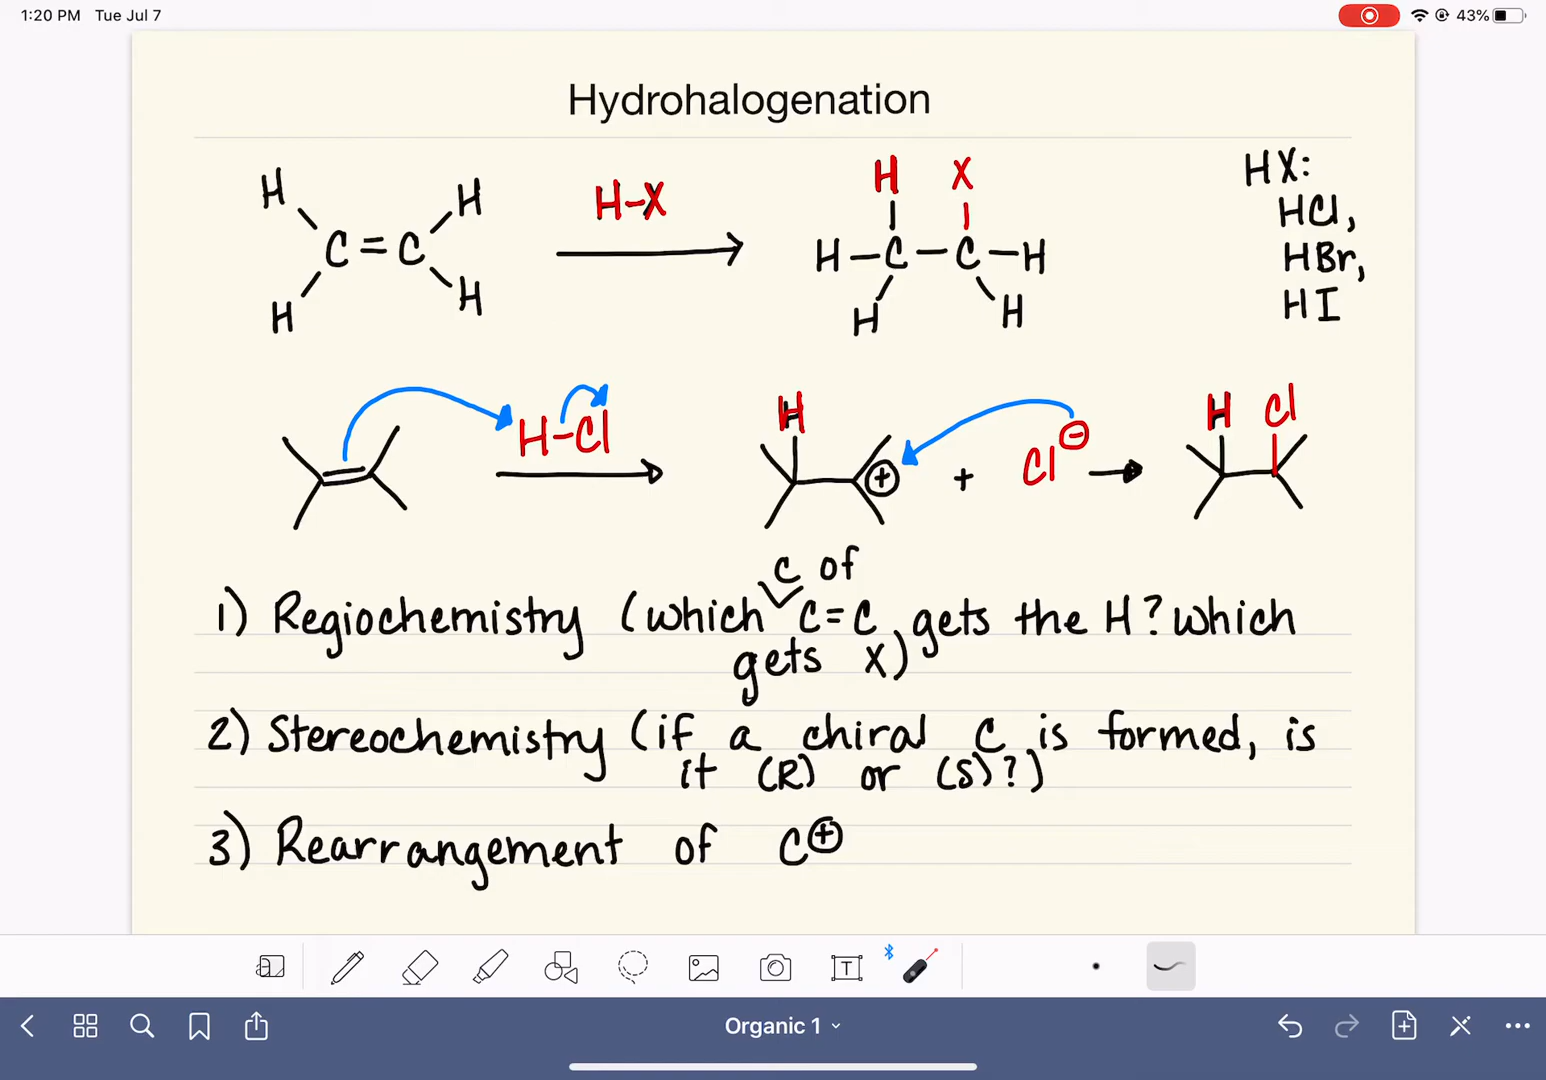 1:20 PM Tue Jul 7
43%
Hydrohalogenation
H H H-X H X HX:
C=C H-C-C-H HCl,
H H H H HBr,
HI
H-Cl H ⊕ + Cl⊖ H Cl
C of
1) Regiochemistry (which C=C gets the H? which
gets X)
2) Stereochemistry (if a chiral C is formed, is
it (R) or (S)?)
3) Rearrangement of C⊕
T
Organic 1